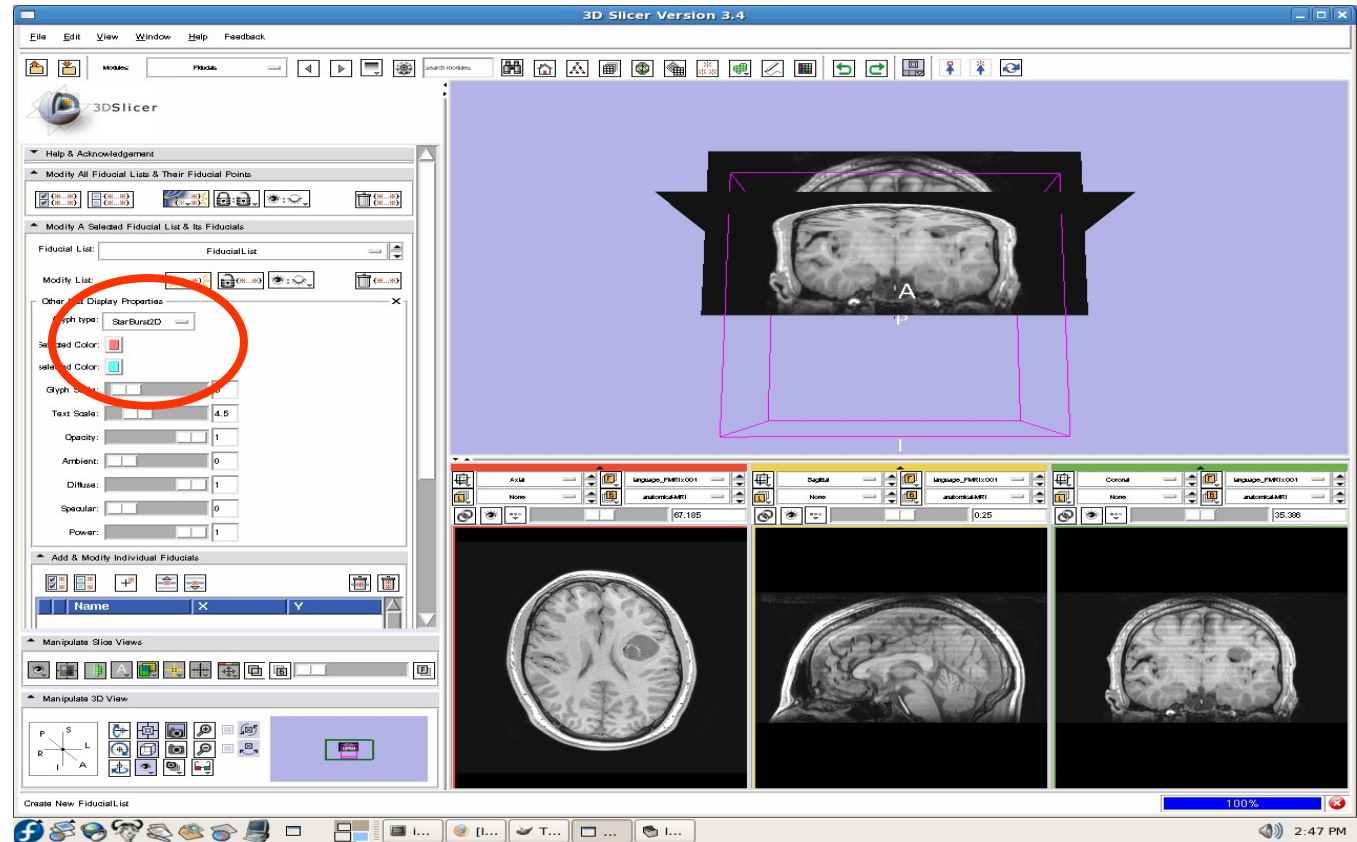 3D Slicer Version 3.4
File Edit View Window Help Feedback
Modules: Fiducials search modules
3DSlicer
Help & Acknowledgement
Modify All Fiducial Lists & Their Fiducial Points
Modify A Selected Fiducial List & Its Fiducials
Fiducial List: FiducialList
Modify List:
Other List Display Properties
Glyph type: StarBurst2D
Selected Color:
selected Color:
Glyph Scale:
Text Scale: 4.5
Opacity: 1
Ambient: 0
Diffuse: 1
Specular: 0
Power: 1
Add & Modify Individual Fiducials
Name X Y
Manipulate Slice Views
Manipulate 3D View
P S
R L
I A
A
P
I
Axial language_FMRIx001
None anatomical-MRI
67.185
Sagittal language_FMRIx001
None anatomical-MRI
0.25
Coronal language_FMRIx001
None anatomical-MRI
35.386
Create New FiducialList
100%
i... [I... T... ... I...
2:47 PM